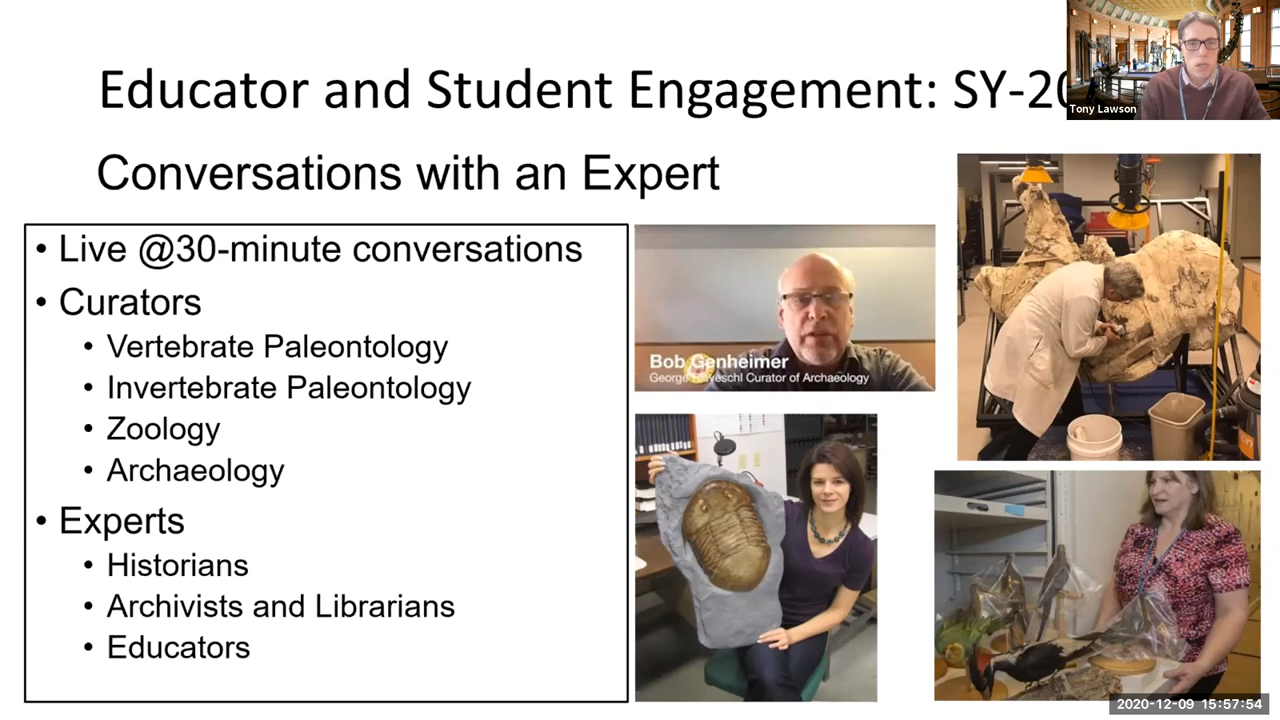 Educator and Student Engagement: SY-20
Tony Lawson
Conversations with an Expert
• Live @30-minute conversations
• Curators
• Vertebrate Paleontology
• Invertebrate Paleontology
• Zoology
• Archaeology
• Experts
• Historians
• Archivists and Librarians
• Educators
Bob Genheimer
George Rieveschl Curator of Archaeology
2020-12-09 15:57:54